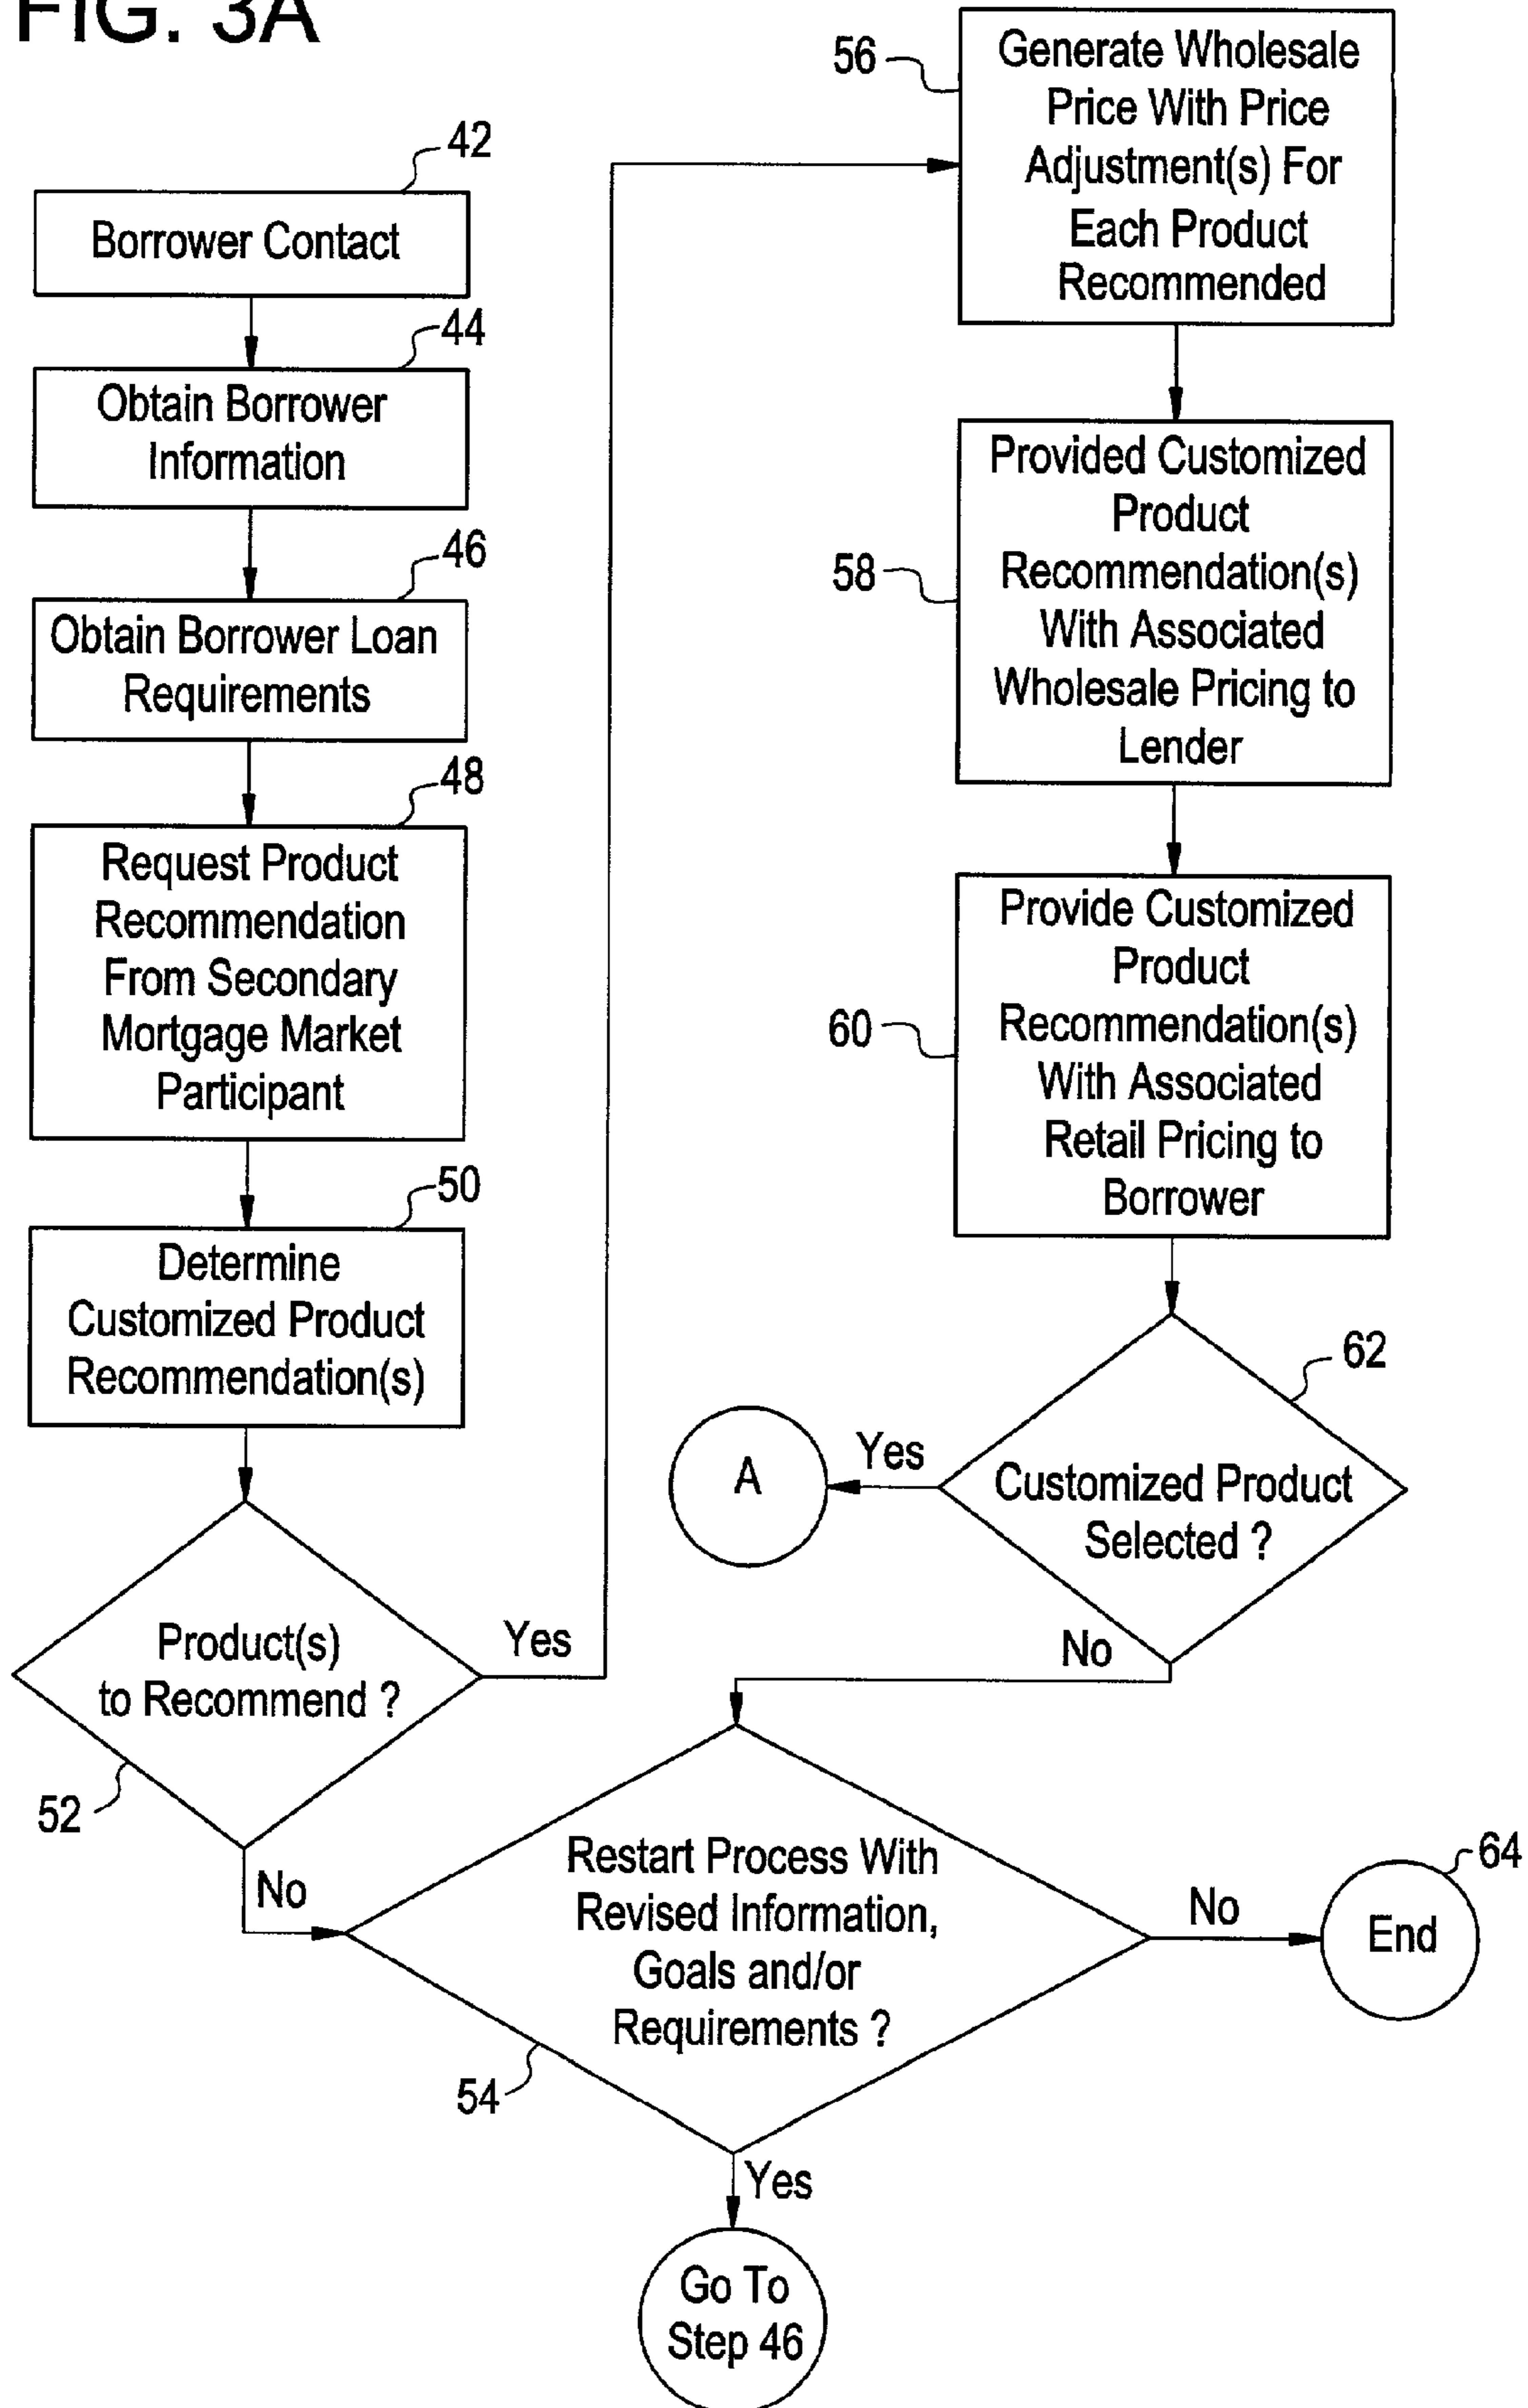 FIG. 3A
42
Borrower Contact
44
Obtain Borrower
Information
46
Obtain Borrower Loan
Requirements
48
Request Product
Recommendation
From Secondary
Mortgage Market
Participant
50
Determine
Customized Product
Recommendation(s)
Product(s)
to Recommend ?
Yes
52
No
56
Generate Wholesale
Price With Price
Adjustment(s) For
Each Product
Recommended
58
Provided Customized
Product
Recommendation(s)
With Associated
Wholesale Pricing to
Lender
60
Provide Customized
Product
Recommendation(s)
With Associated
Retail Pricing to
Borrower
62
Customized Product
Selected ?
Yes
A
No
Restart Process With
Revised Information,
Goals and/or
Requirements ?
54
No
64
End
Yes
Go To
Step 46